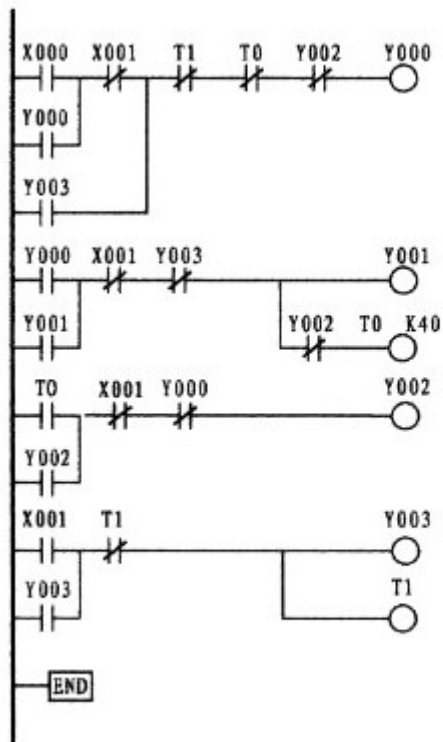 X000 X001 T1 T0 Y002 Y000
Y000
Y003
Y000 X001 Y003 Y001
Y001 Y002 T0 K40
T0 X001 Y000 Y002
Y002
X001 T1 Y003
Y003 T1
END